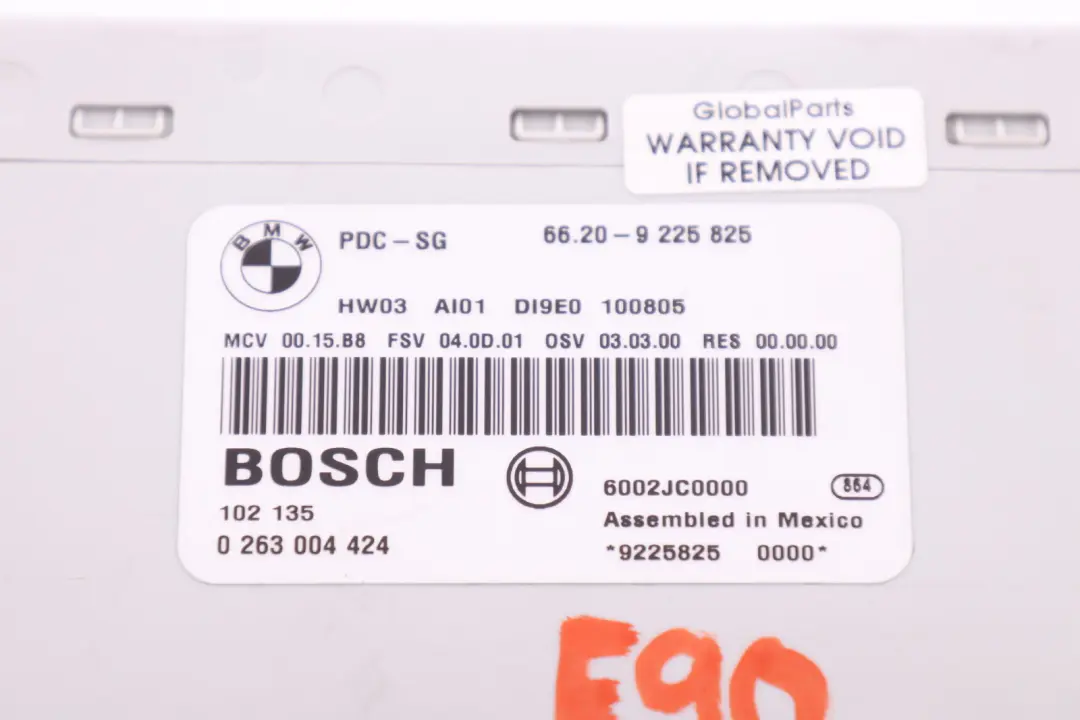 GlobalParts
WARRANTY VOID
IF REMOVED
BMW
PDC-SG 66.20-9 225 825
HW03 AI01 DI9E0 100805
MCV 00.15.B8 FSV 04.0D.01 OSV 03.03.00 RES 00.00.00
BOSCH
6002JC0000 864
102 135 Assembled in Mexico
0 263 004 424 *9225825 0000*
E90